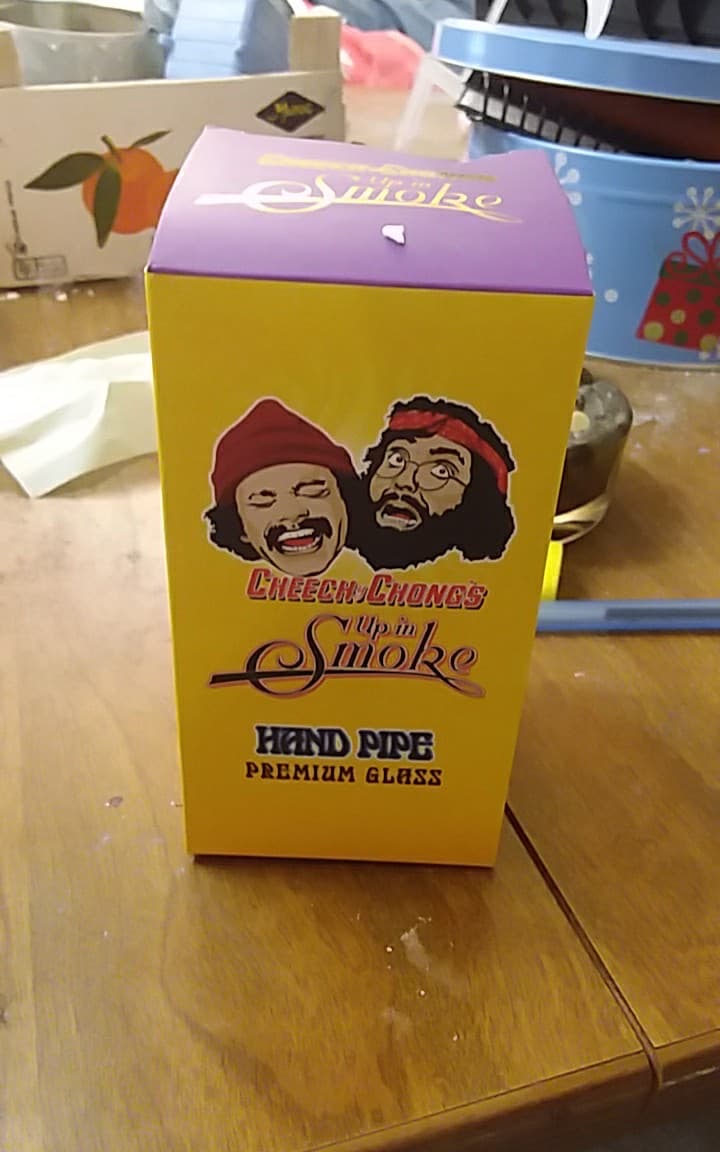 Up in
Smoke
CHEECH y CHONG'S
Up in
Smoke
HAND PIPE
PREMIUM GLASS